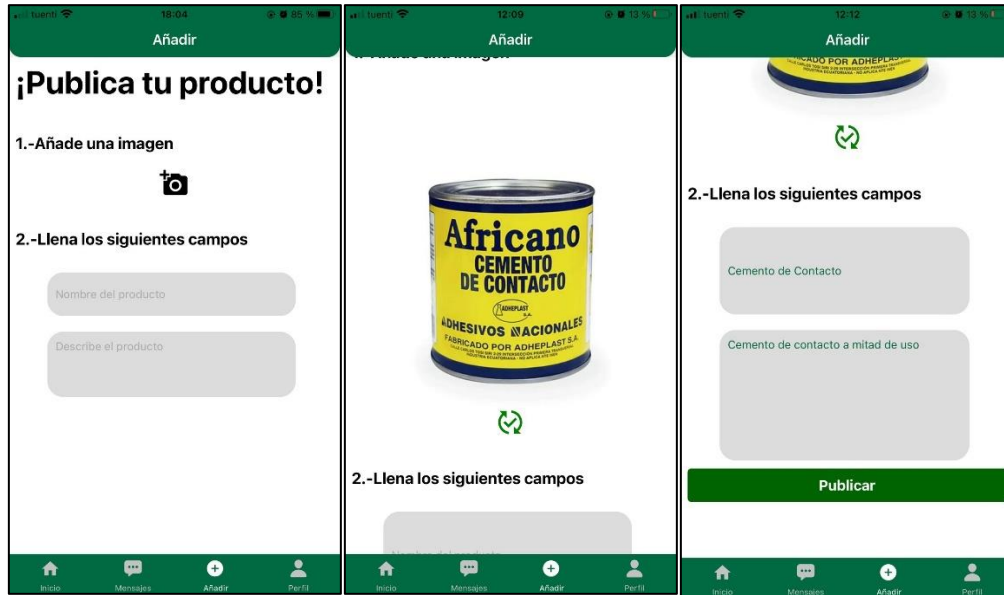 tuenti 18:04 85 %
Añadir
¡Publica tu producto!
1.-Añade una imagen
2.-Llena los siguientes campos
Nombre del producto
Describe el producto
Inicio Mensajes Añadir Perfil
tuenti 12:09 13 %
Añadir
Africano
CEMENTO
DE CONTACTO
ADHEPLAST
S.A.
ADHESIVOS NACIONALES
FABRICADO POR ADHEPLAST S.A.
2.-Llena los siguientes campos
Nombre del producto
Inicio Mensajes Añadir Perfil
tuenti 12:12 13 %
Añadir
2.-Llena los siguientes campos
Cemento de Contacto
Cemento de contacto a mitad de uso
Publicar
Inicio Mensajes Añadir Perfil